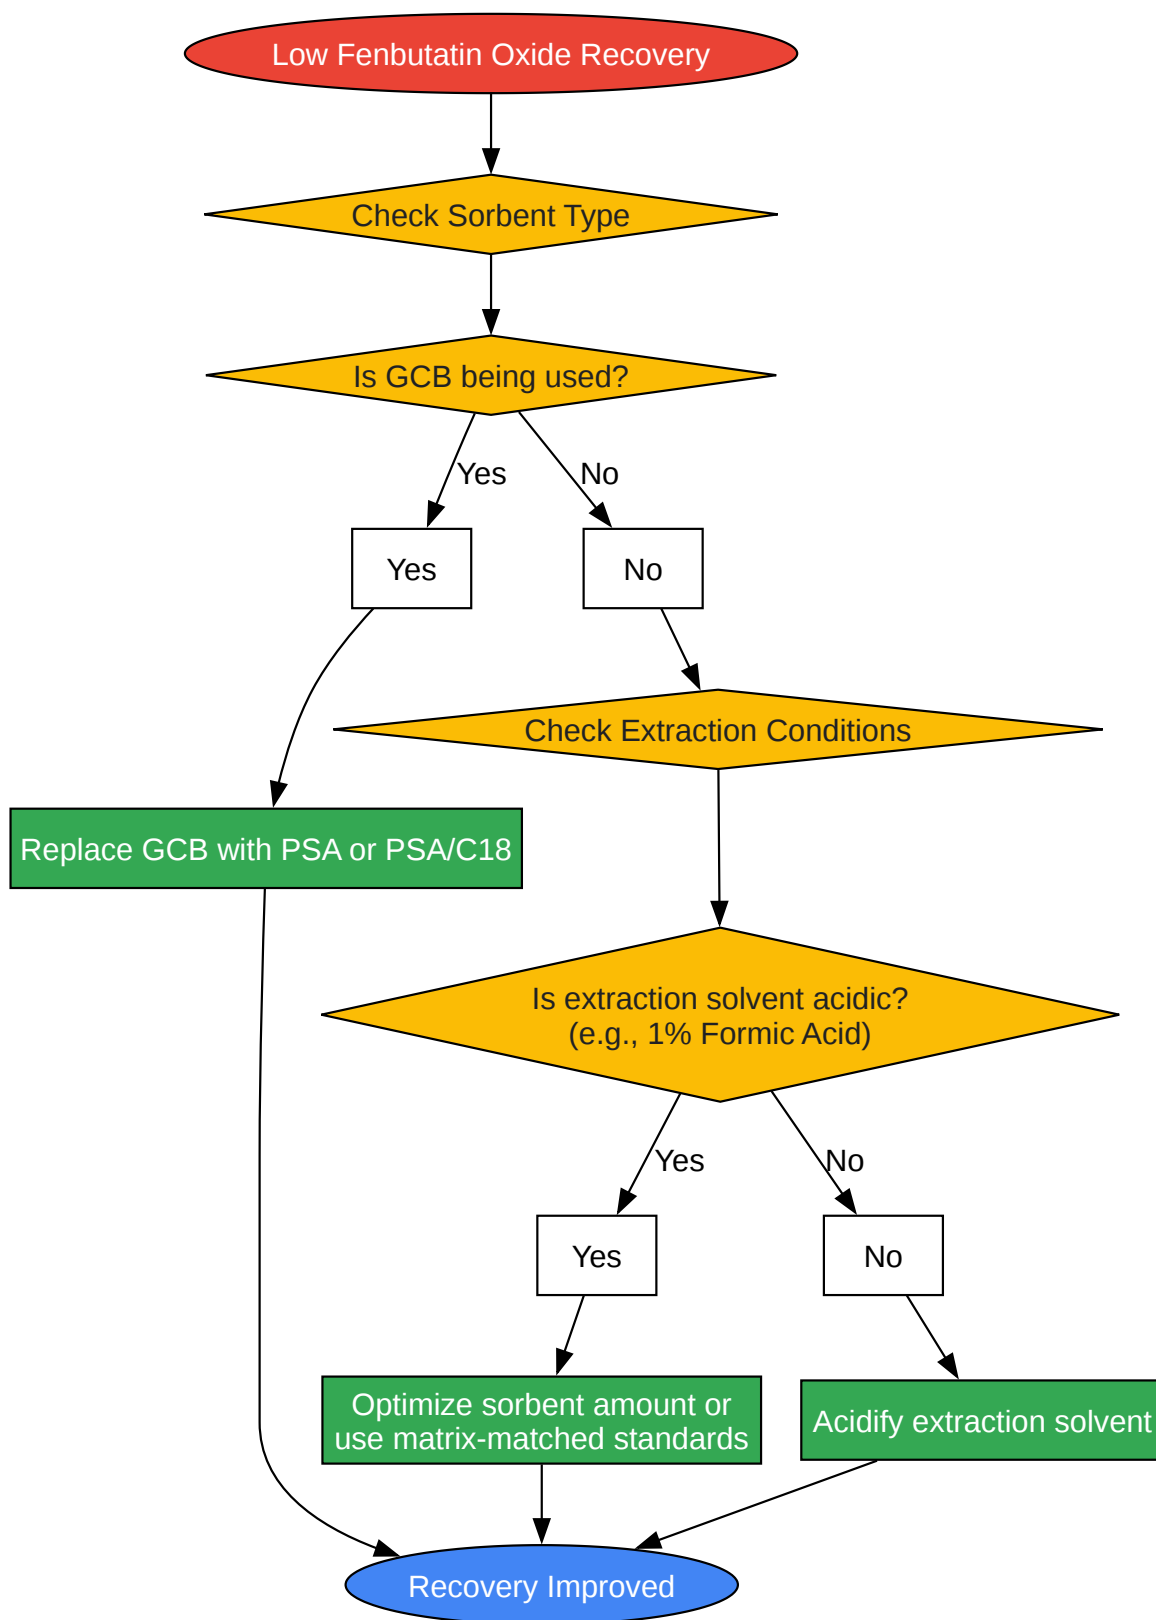 Low Fenbutatin Oxide Recovery
Check Sorbent Type
Is GCB being used?
Yes
No
Yes
No
Check Extraction Conditions
Replace GCB with PSA or PSA/C18
Is extraction solvent acidic?
(e.g., 1% Formic Acid)
Yes
No
Yes
No
Optimize sorbent amount or
use matrix-matched standards
Acidify extraction solvent
Recovery Improved